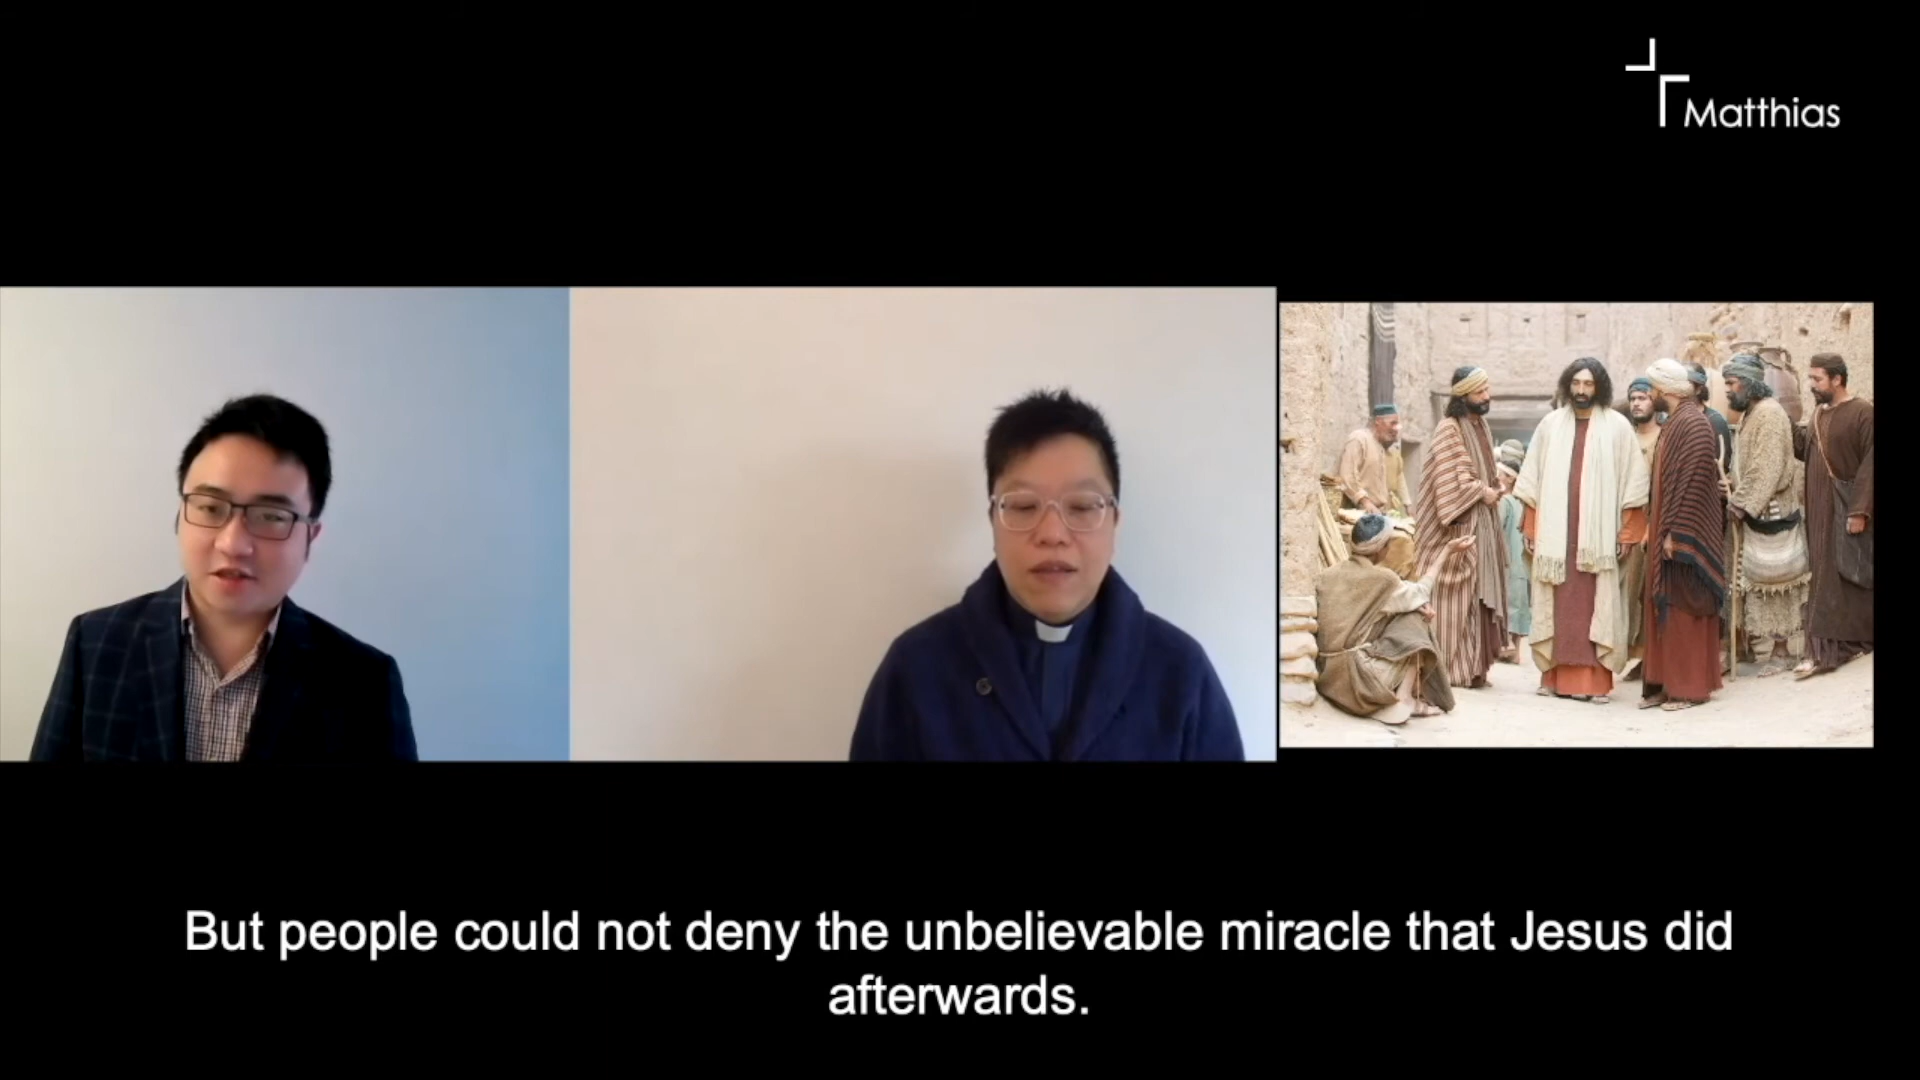 Matthias
But people could not deny the unbelievable miracle that Jesus did
afterwards.